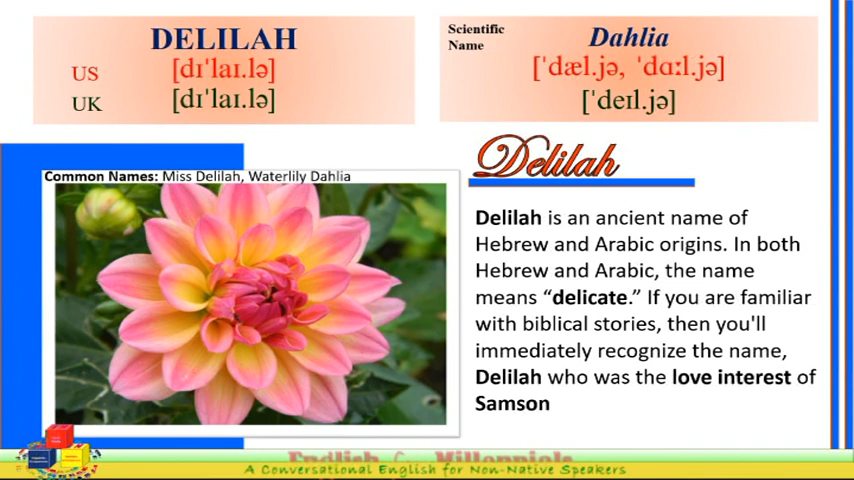 DELILAH
US [dɪˈlaɪ.lə]
UK [dɪˈlaɪ.lə]
Scientific
Name
Dahlia
[ˈdæl.jə, ˈdɑːl.jə]
[ˈdeɪl.jə]
Common Names: Miss Delilah, Waterlily Dahlia
Delilah
Delilah is an ancient name of
Hebrew and Arabic origins. In both
Hebrew and Arabic, the name
means “delicate.” If you are familiar
with biblical stories, then you'll
immediately recognize the name,
Delilah who was the love interest of
Samson
English for Millennials
A Conversational English for Non-Native Speakers